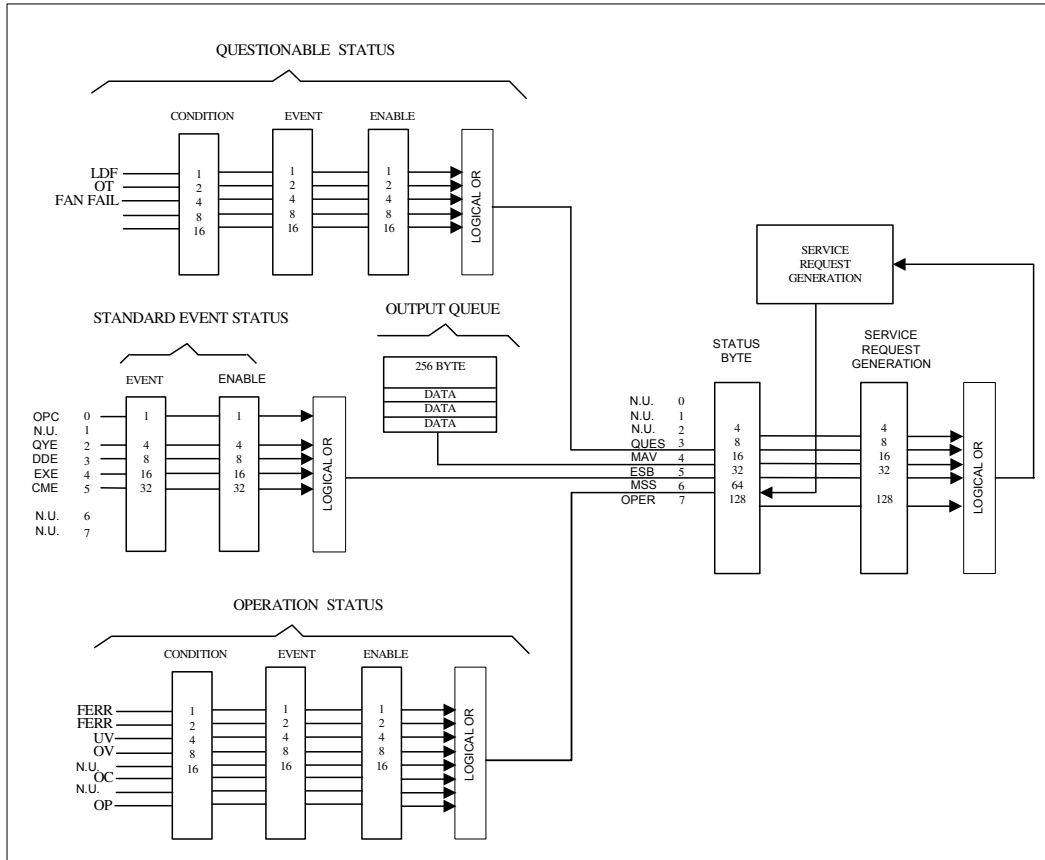 QUESTIONABLE STATUS
CONDITION EVENT ENABLE
LDF 1 1 1
OT 2 2 2
FAN FAIL 4 4 4
8 8 8
16 16 16
LOGICAL OR
STANDARD EVENT STATUS
EVENT ENABLE
OPC 0 1 1
N.U. 1
QYE 2 4 4
DDE 3 8 8
EXE 4 16 16
CME 5 32 32
N.U. 6
N.U. 7
LOGICAL OR
OUTPUT QUEUE
256 BYTE
DATA
DATA
DATA
SERVICE
REQUEST
GENERATION
STATUS
BYTE
SERVICE
REQUEST
GENERATION
N.U. 0
N.U. 1
N.U. 2 4 4
QUES 3 8 8
MAV 4 16 16
ESB 5 32 32
MSS 6 64
OPER 7 128 128
LOGICAL OR
OPERATION STATUS
CONDITION EVENT ENABLE
FERR 1 1 1
FERR 2 2 2
UV 4 4 4
OV 8 8 8
N.U. 16 16 16
OC
N.U.
OP
LOGICAL OR